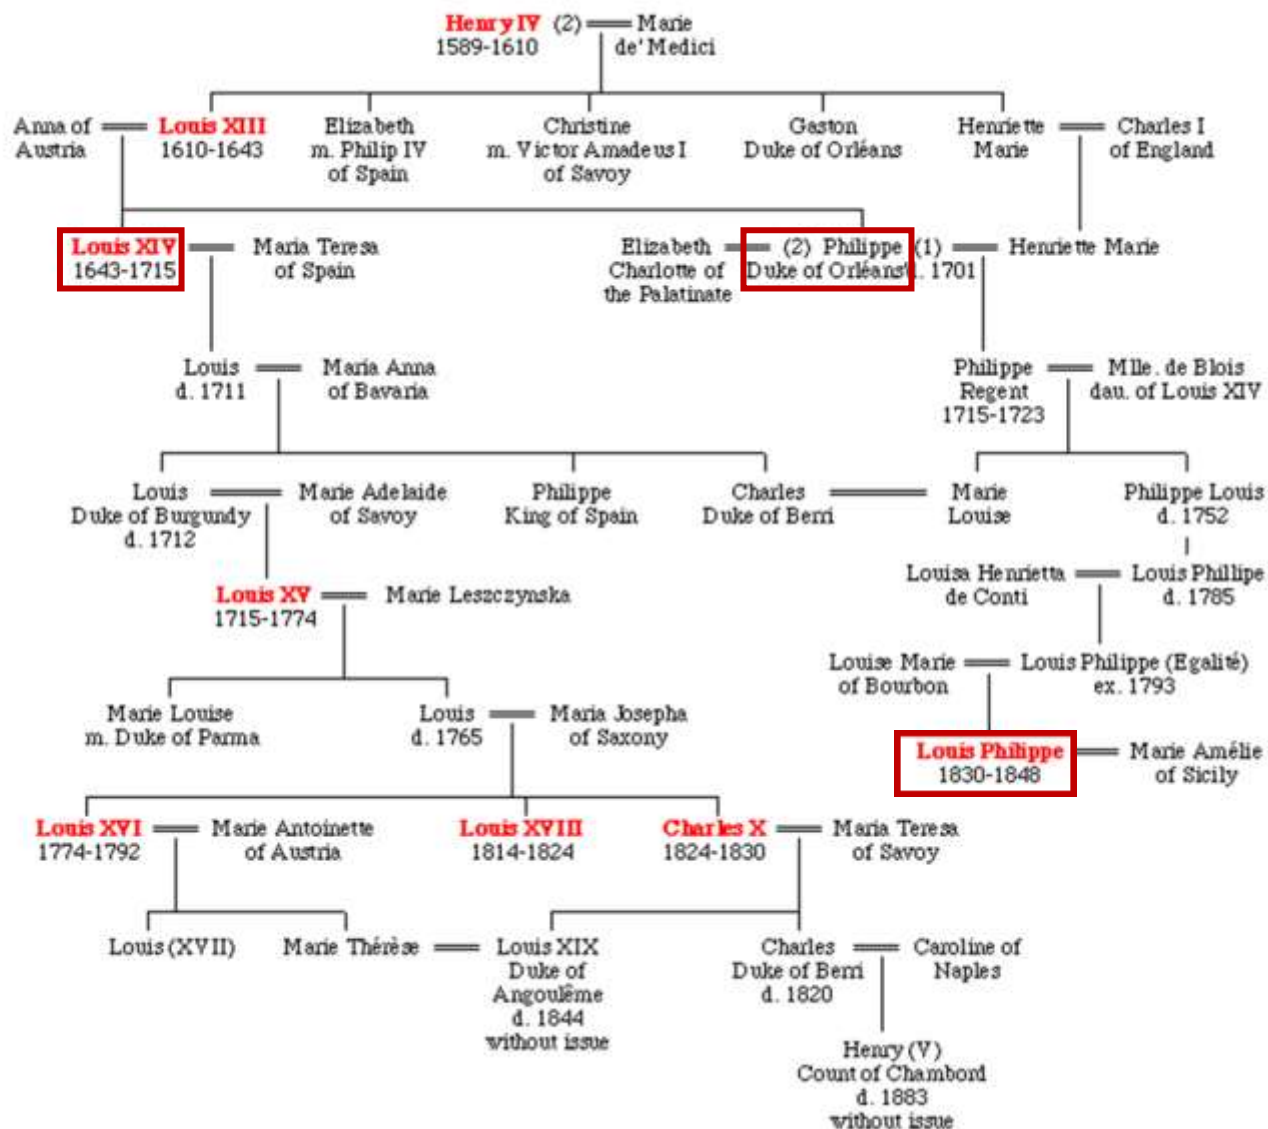 Henry IV (2) Marie
1589-1610 de' Medici
Anna of Louis XIII Elizabeth Christine Gaston Henriette Charles I
Austria 1610-1643 m. Philip IV m. Victor Amadeus I Duke of Orléans Marie of England
of Spain of Savoy
Louis XIV Maria Teresa Elizabeth (2) Philippe (1) Henriette Marie
1643-1715 of Spain Charlotte of Duke of Orléans 1701
the Palatinate
Louis Maria Anna Philippe Mlle. de Blois
d. 1711 of Bavaria Regent dau. of Louis XIV
1715-1723
Louis Marie Adelaide Philippe Charles Marie Philippe Louis
Duke of Burgundy of Savoy King of Spain Duke of Berri Louise d. 1752
d. 1712
Louisa Henrietta Louis Phillipe
Louis XV Marie Leszczynska de Conti d. 1785
1715-1774
Louise Marie Louis Philippe (Egalité)
of Bourbon ex. 1793
Marie Louise Louis Maria Josepha
m. Duke of Parma d. 1765 of Saxony
Louis Philippe Marie Amélie
1830-1848 of Sicily
Louis XVI Marie Antoinette Louis XVIII Charles X Maria Teresa
1774-1792 of Austria 1814-1824 1824-1830 of Savoy
Louis (XVII) Marie Thérèse Louis XIX Charles Caroline of
Duke of Duke of Berri Naples
Angoulême d. 1820
d. 1844
without issue
Henry (V)
Count of Chambord
d. 1883
without issue